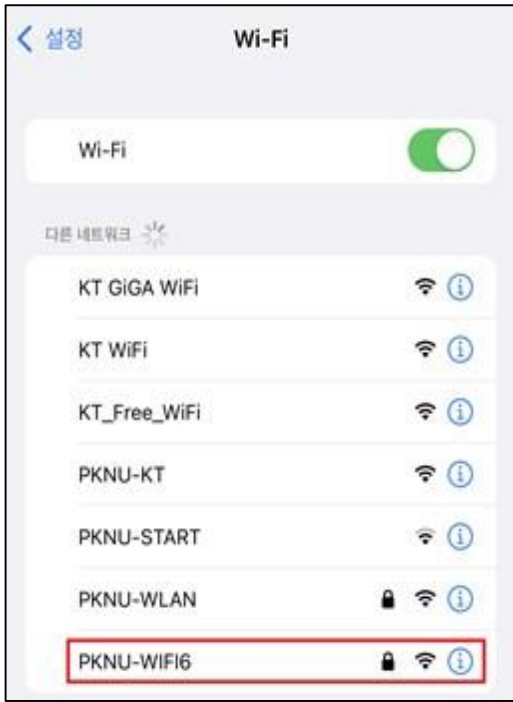 설정 Wi-Fi
Wi-Fi
다른 네트워크
KT GiGA WiFi
KT WiFi
KT_Free_WiFi
PKNU-KT
PKNU-START
PKNU-WLAN
PKNU-WIFI6